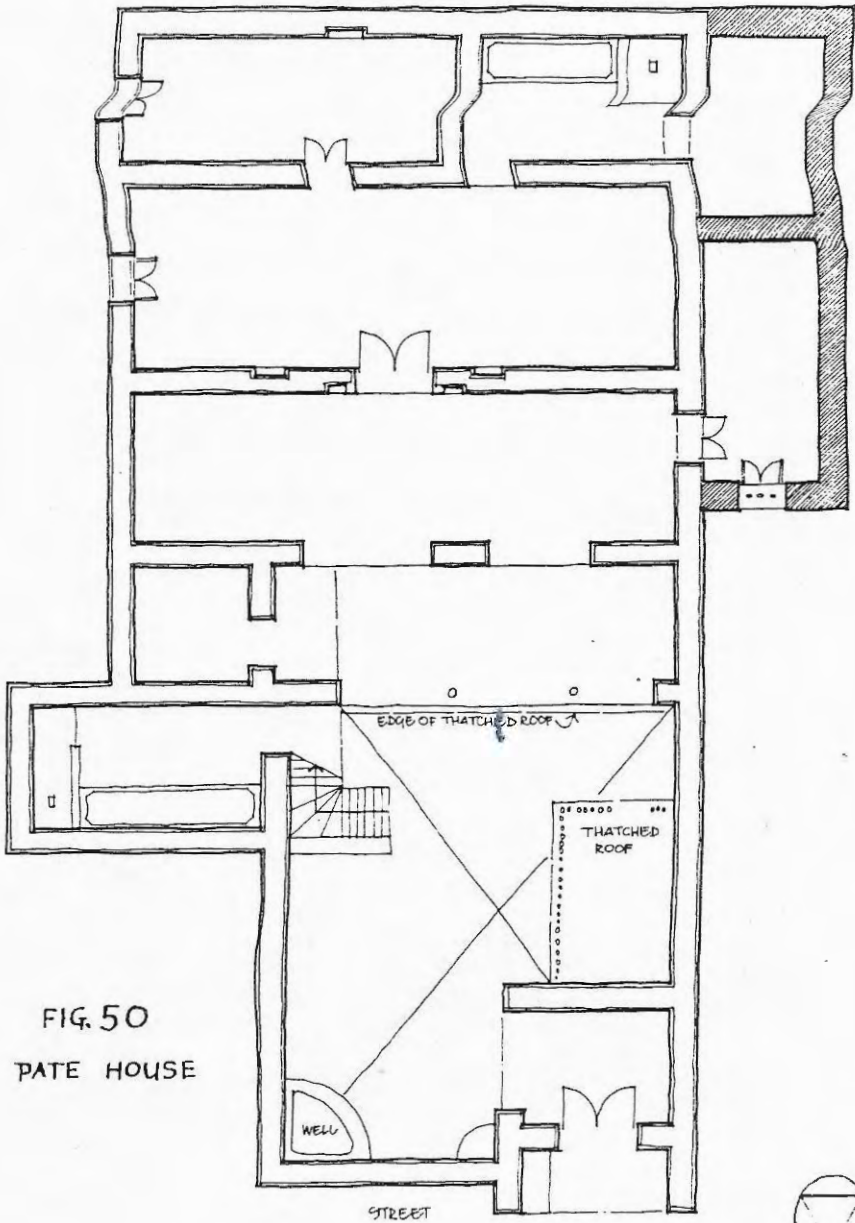 EDGE OF THATCHED ROOF
THATCHED
ROOF
FIG. 50
PATE HOUSE
WELL
STREET